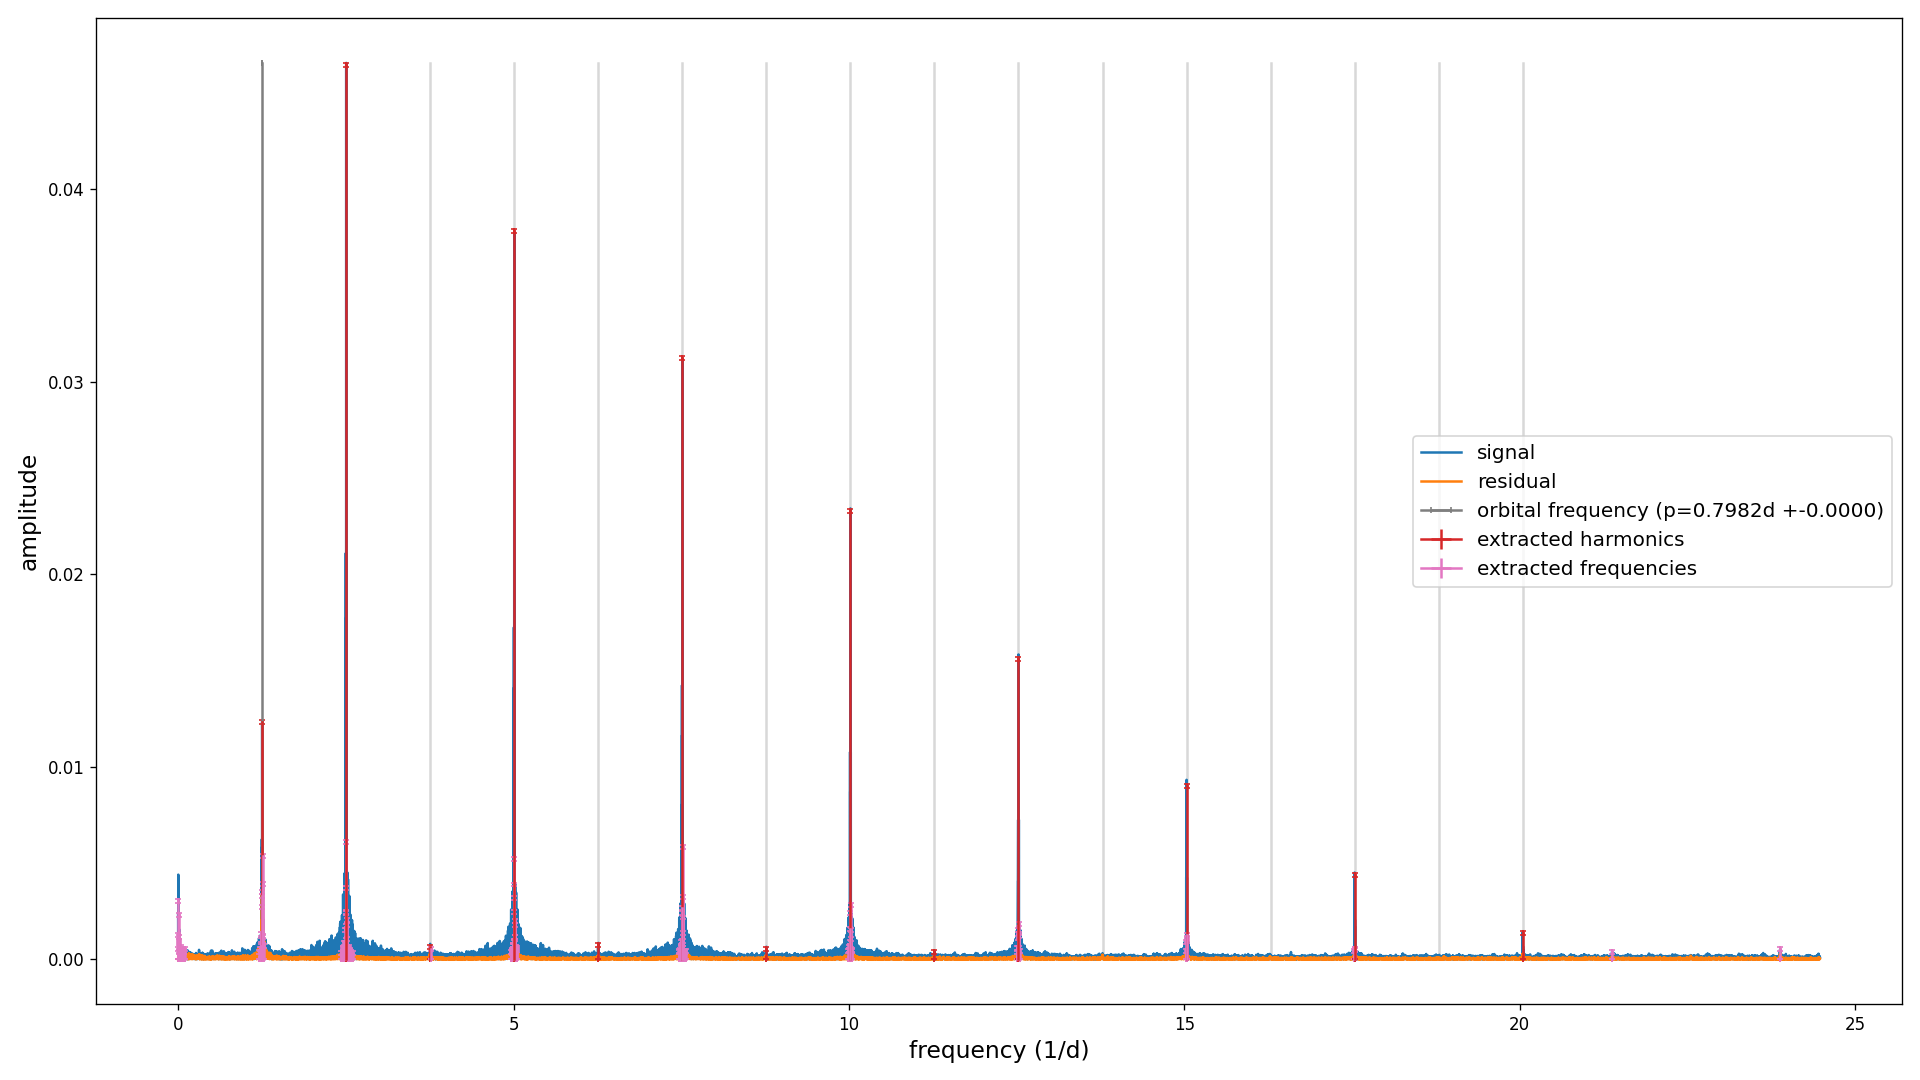 0.04
0.03
0.02
0.01
0.00
amplitude
signal
residual
orbital frequency (p=0.7982d +-0.0000)
extracted harmonics
extracted frequencies
0 5 10 15 20 25
frequency (1/d)